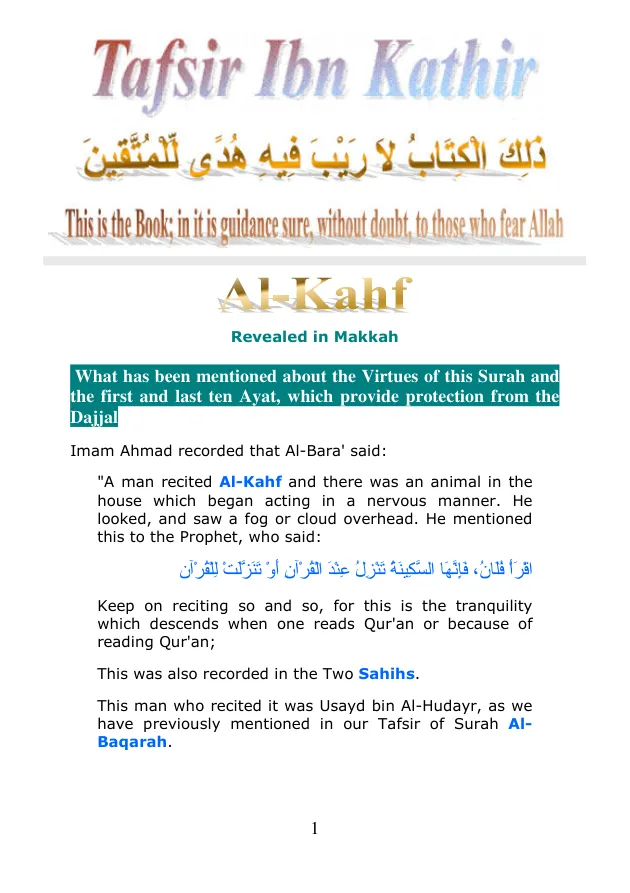 Tafsir Ibn Kathir
ذَلِكَ الْكِتَابُ لاَ رَيْبَ فِيهِ هُدًى لِّلْمُتَّقِينَ
This is the Book; in it is guidance sure, without doubt, to those who fear Allah
Al-Kahf
Revealed in Makkah
What has been mentioned about the Virtues of this Surah and
the first and last ten Ayat, which provide protection from the
Dajjal
Imam Ahmad recorded that Al-Bara' said:
"A man recited Al-Kahf and there was an animal in the
house which began acting in a nervous manner. He
looked, and saw a fog or cloud overhead. He mentioned
this to the Prophet, who said:
اقْرَأْ فُلَانُ، فَإِنَّهَا السَّكِينَةُ تَنْزِلُ عِنْدَ الْقُرْآنِ أَوْ تَنَزَّلَتْ لِلْقُرْآن
Keep on reciting so and so, for this is the tranquility
which descends when one reads Qur'an or because of
reading Qur'an;
This was also recorded in the Two Sahihs.
This man who recited it was Usayd bin Al-Hudayr, as we
have previously mentioned in our Tafsir of Surah Al-
Baqarah.
1